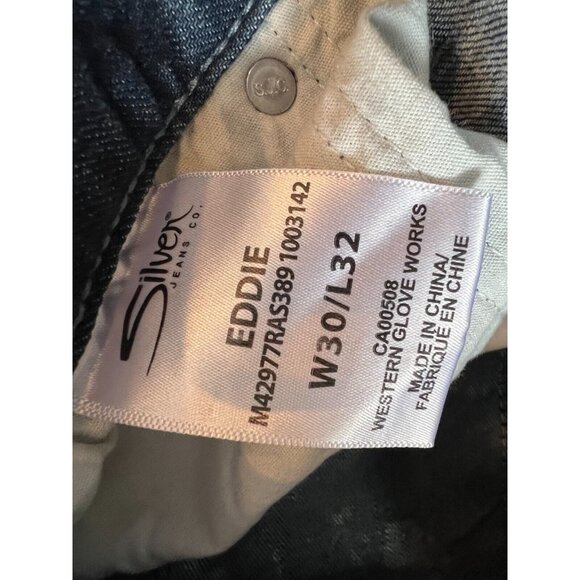 S.J.C.
Silver
JEANS CO.
EDDIE
M42977RAS389 1003142
W30/L32
CA00508
WESTERN GLOVE WORKS
MADE IN CHINA/
FABRIQUÉ EN CHINE